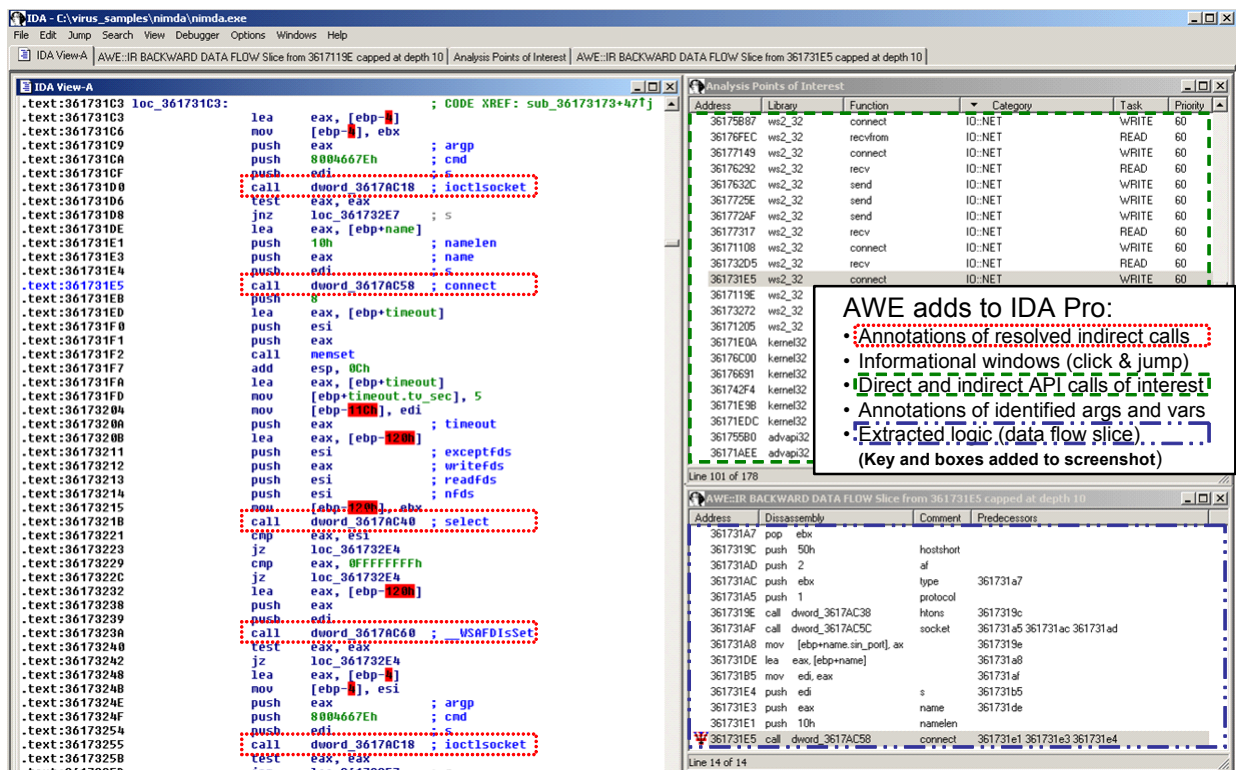 IDA - C:\virus_samples\nimda\nimda.exe
File Edit Jump Search View Debugger Options Windows Help
IDA View-A AWE::IR BACKWARD DATA FLOW Slice from 3617119E capped at depth 10 Analysis Points of Interest AWE::IR BACKWARD DATA FLOW Slice from 361731E5 capped at depth 10
IDA View-A
.text:361731C3 loc_361731C3: ; CODE XREF: sub_36173173+47↑j
.text:361731C3 lea eax, [ebp-4]
.text:361731C6 mov [ebp-4], ebx
.text:361731C9 push eax ; argp
.text:361731CA push 8004667Eh ; cmd
.text:361731CF push edi ; s
.text:361731D0 call dword_3617AC18 ; ioctlsocket
.text:361731D6 test eax, eax
.text:361731D8 jnz loc_361732E7 ; s
.text:361731DE lea eax, [ebp+name]
.text:361731E1 push 10h ; namelen
.text:361731E3 push eax ; name
.text:361731E4 push edi ; s
.text:361731E5 call dword_3617AC58 ; connect
.text:361731EB push 8
.text:361731ED lea eax, [ebp+timeout]
.text:361731F0 push esi
.text:361731F1 push eax
.text:361731F2 call memset
.text:361731F7 add esp, 0Ch
.text:361731FA lea eax, [ebp+timeout]
.text:361731FD mov [ebp+timeout.tv_sec], 5
.text:36173204 mov [ebp-11Ch], edi
.text:3617320A push eax ; timeout
.text:3617320B lea eax, [ebp-120h]
.text:36173211 push esi ; exceptfds
.text:36173212 push eax ; writefds
.text:36173213 push esi ; readfds
.text:36173214 push esi ; nfds
.text:36173215 mov [ebp-120h], ebx
.text:3617321B call dword_3617AC40 ; select
.text:36173221 cmp eax, esi
.text:36173223 jz loc_361732E4
.text:36173229 cmp eax, 0FFFFFFFFh
.text:3617322C jz loc_361732E4
.text:36173232 lea eax, [ebp-120h]
.text:36173238 push eax
.text:36173239 push edi
.text:3617323A call dword_3617AC60 ; __WSAFDIsSet
.text:36173240 test eax, eax
.text:36173242 jz loc_361732E4
.text:36173248 lea eax, [ebp-4]
.text:3617324B mov [ebp-4], esi
.text:3617324E push eax ; argp
.text:3617324F push 8004667Eh ; cmd
.text:36173254 push edi ; s
.text:36173255 call dword_3617AC18 ; ioctlsocket
.text:3617325B test eax, eax
Analysis Points of Interest
Address Library Function Category Task Priority
36175B87 ws2_32 connect IO::NET WRITE 60
36176FEC ws2_32 recvfrom IO::NET READ 60
36177149 ws2_32 connect IO::NET WRITE 60
36176292 ws2_32 recv IO::NET READ 60
3617632C ws2_32 send IO::NET WRITE 60
3617725E ws2_32 send IO::NET WRITE 60
361772AF ws2_32 send IO::NET WRITE 60
36177317 ws2_32 recv IO::NET READ 60
36171108 ws2_32 connect IO::NET WRITE 60
361732D5 ws2_32 recv IO::NET READ 60
361731E5 ws2_32 connect IO::NET WRITE 60
3617119E ws2_32
36173272 ws2_32
36171205 ws2_32
36171E0A kernel32
36176C00 kernel32
36176691 kernel32
361742F4 kernel32
36171E9B kernel32
36171EDC kernel32
361755B0 advapi32
36171AEE advapi32
Line 101 of 178
AWE adds to IDA Pro:
• Annotations of resolved indirect calls
• Informational windows (click & jump)
• Direct and indirect API calls of interest
• Annotations of identified args and vars
• Extracted logic (data flow slice)
(Key and boxes added to screenshot)
AWE::IR BACKWARD DATA FLOW Slice from 361731E5 capped at depth 10
Address Disassembly Comment Predecessors
361731A7 pop ebx
3617319C push 50h hostshort
361731AD push 2 af
361731AC push ebx type 361731a7
361731A5 push 1 protocol
3617319E call dword_3617AC38 htons 3617319c
361731AF call dword_3617AC5C socket 361731a5 361731ac 361731ad
361731A8 mov [ebp+name.sin_port], ax 3617319e
361731DE lea eax, [ebp+name] 361731a8
361731B5 mov edi, eax 361731af
361731E4 push edi s 361731b5
361731E3 push eax name 361731de
361731E1 push 10h namelen
361731E5 call dword_3617AC58 connect 361731e1 361731e3 361731e4
Line 14 of 14